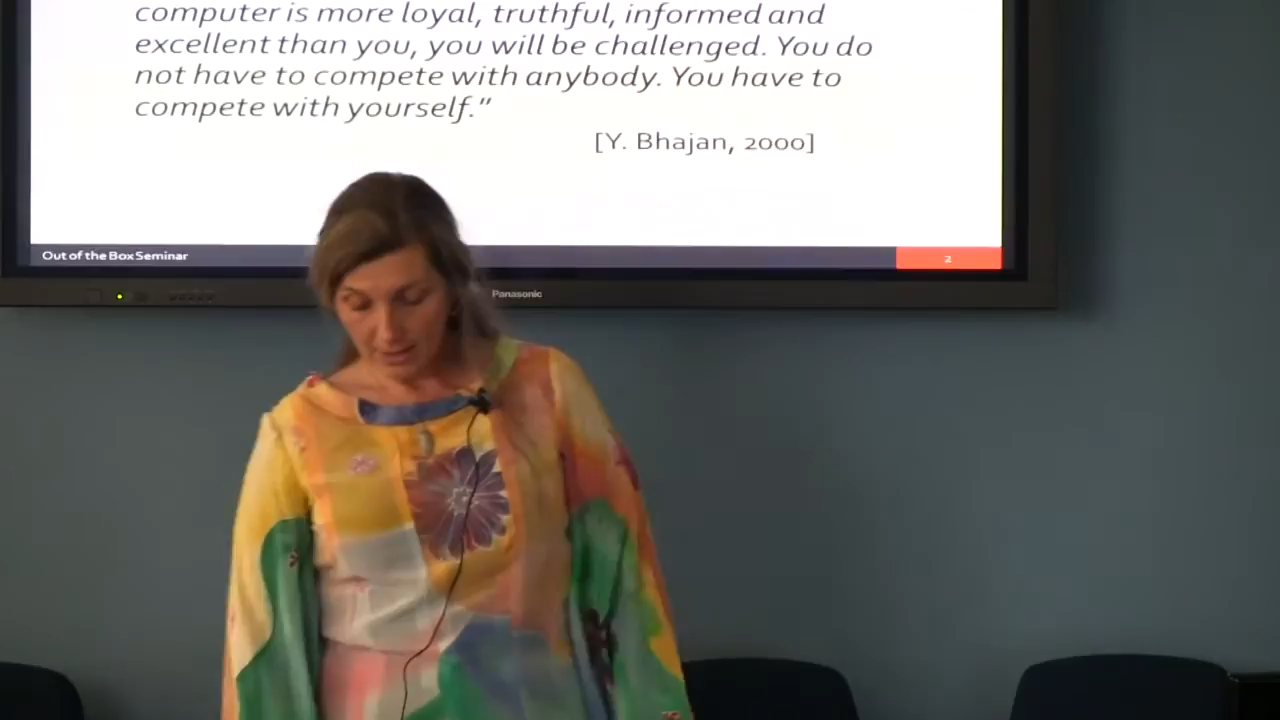 computer is more loyal, truthful, informed and
excellent than you, you will be challenged. You do
not have to compete with anybody. You have to
compete with yourself."
[Y. Bhajan, 2000]
Out of the Box Seminar
2
Panasonic